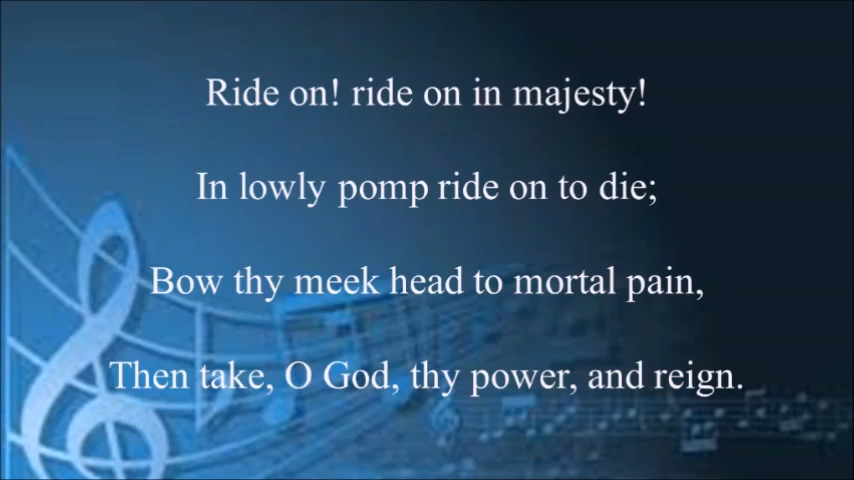 Ride on! ride on in majesty!
In lowly pomp ride on to die;
Bow thy meek head to mortal pain,
Then take, O God, thy power, and reign.